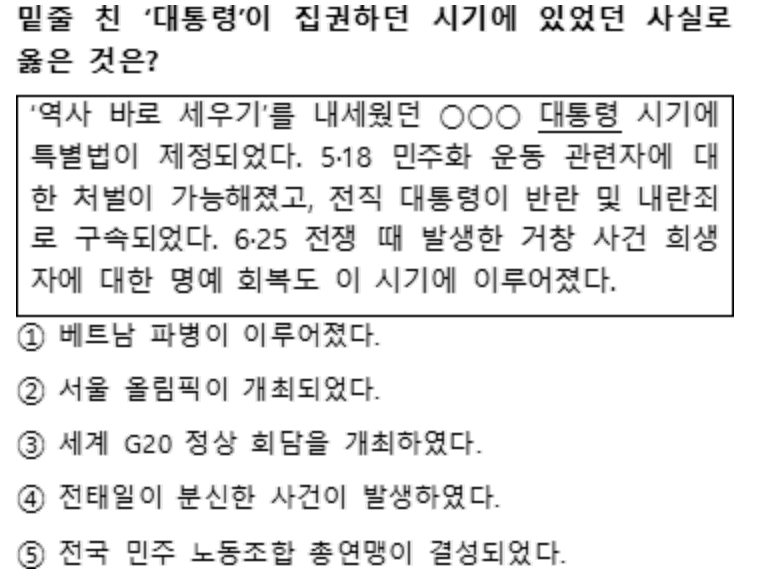 밑줄 친 ‘대통령’이 집권하던 시기에 있었던 사실로
옳은 것은?
‘역사 바로 세우기’를 내세웠던 ○○○ 대통령 시기에
특별법이 제정되었다. 5·18 민주화 운동 관련자에 대
한 처벌이 가능해졌고, 전직 대통령이 반란 및 내란죄
로 구속되었다. 6·25 전쟁 때 발생한 거창 사건 희생
자에 대한 명예 회복도 이 시기에 이루어졌다.
① 베트남 파병이 이루어졌다.
② 서울 올림픽이 개최되었다.
③ 세계 G20 정상 회담을 개최하였다.
④ 전태일이 분신한 사건이 발생하였다.
⑤ 전국 민주 노동조합 총연맹이 결성되었다.